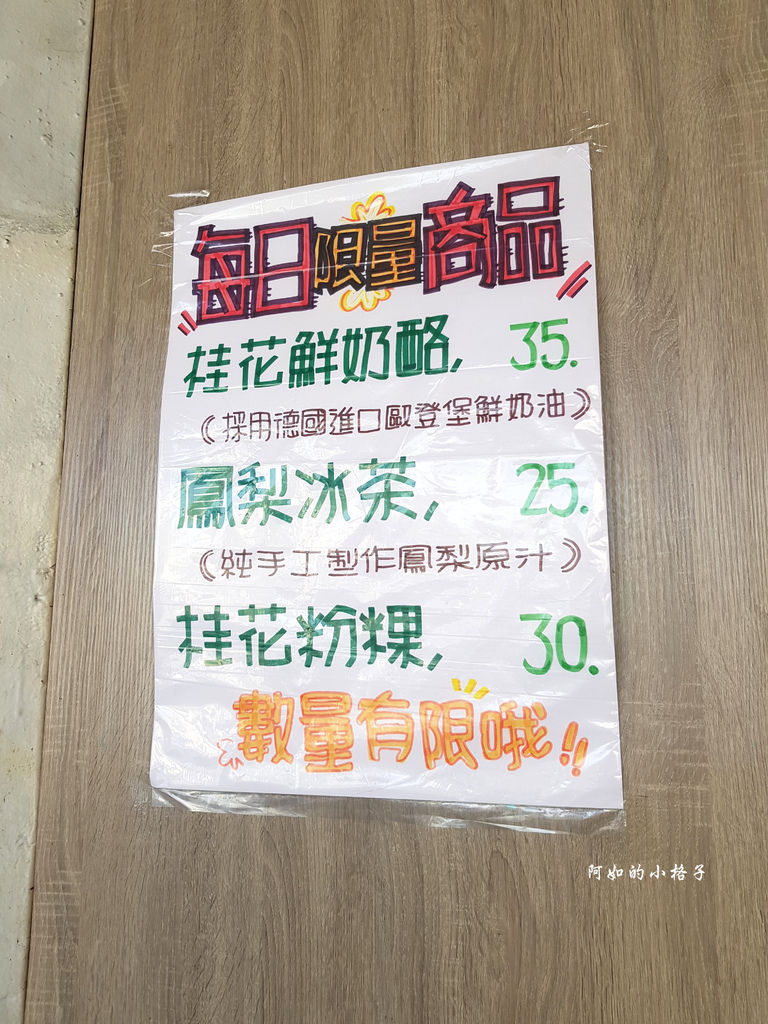 每日限量商品
桂花鮮奶酪, 35.
《採用德國進口歐登堡鮮奶油》
鳳梨冰茶, 25.
《純手工製作鳳梨原汁》
桂花粉粿, 30.
數量有限哦!!
阿如的小格子